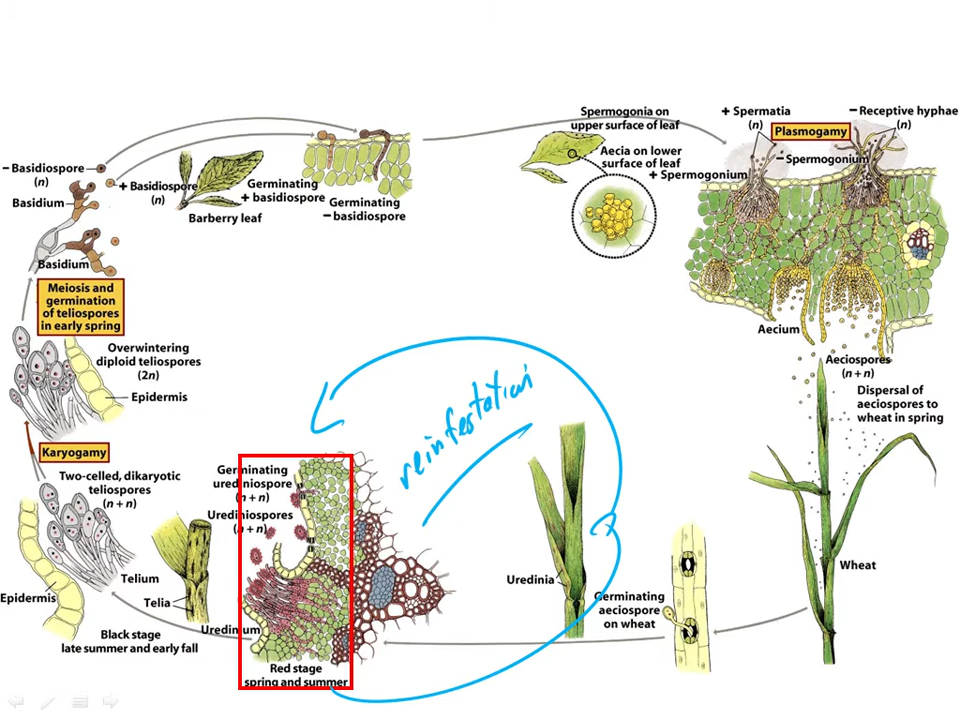 Spermogonia on
upper surface of leaf
+ Spermatia
(n)
− Receptive hyphae
(n)
Plasmogamy
Aecia on lower
surface of leaf
+ Spermogonium
− Spermogonium
− Basidiospore
(n)
Basidium
+ Basidiospore
(n)
Barberry leaf
Germinating
+ basidiospore
Germinating
− basidiospore
Basidium
Meiosis and
germination
of teliospores
in early spring
Aecium
Overwintering
diploid teliospores
(2n)
Epidermis
Aeciospores
(n + n)
Dispersal of
aeciospores to
wheat in spring
reinfestation
Karyogamy
Two-celled, dikaryotic
teliospores
(n + n)
Germinating
urediniospore
(n + n)
Urediniospores
(n + n)
Telium
Telia
Epidermis
Uredinium
Uredinia
Germinating
aeciospore
on wheat
Wheat
Black stage
late summer and early fall
Red stage
spring and summer